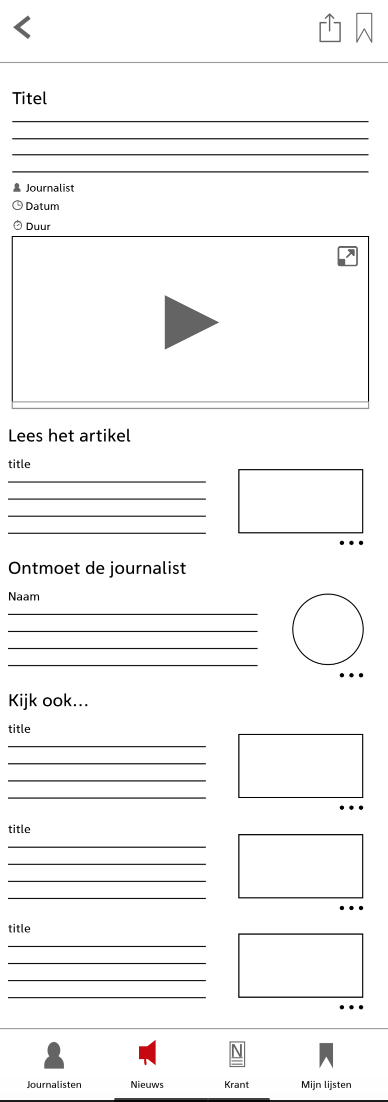 Titel
Journalist
Datum
Duur
Lees het artikel
title
Ontmoet de journalist
Naam
Kijk ook...
title
title
title
N
Journalisten
Nieuws
Krant
Mijn lijsten